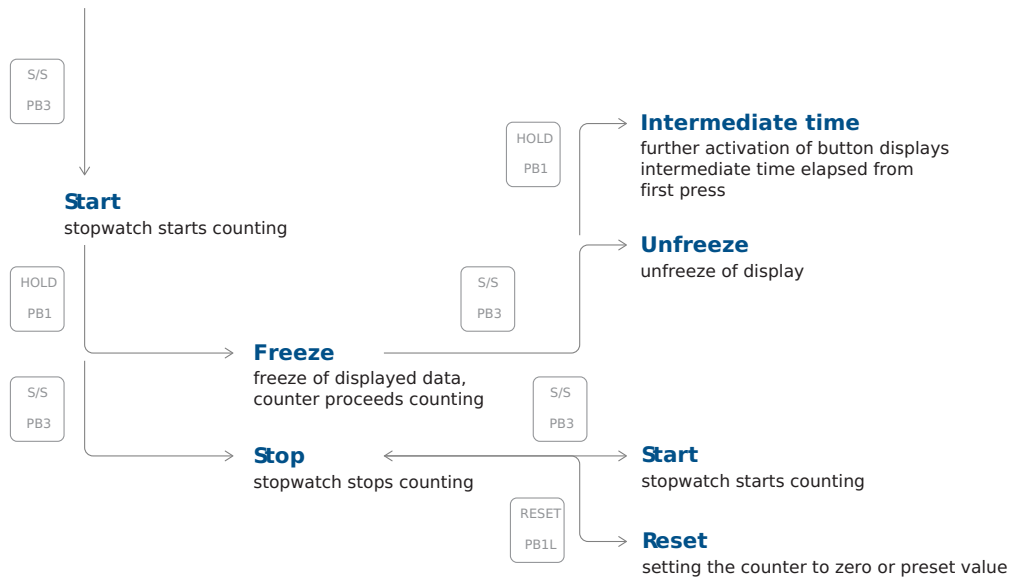 S/S
PB3
Start
stopwatch starts counting
HOLD
PB1
Intermediate time
further activation of button displays
intermediate time elapsed from
first press
Unfreeze
unfreeze of display
HOLD
PB1
S/S
PB3
Freeze
freeze of displayed data,
counter proceeds counting
S/S
PB3
S/S
PB3
Stop
stopwatch stops counting
Start
stopwatch starts counting
RESET
PB1L
Reset
setting the counter to zero or preset value